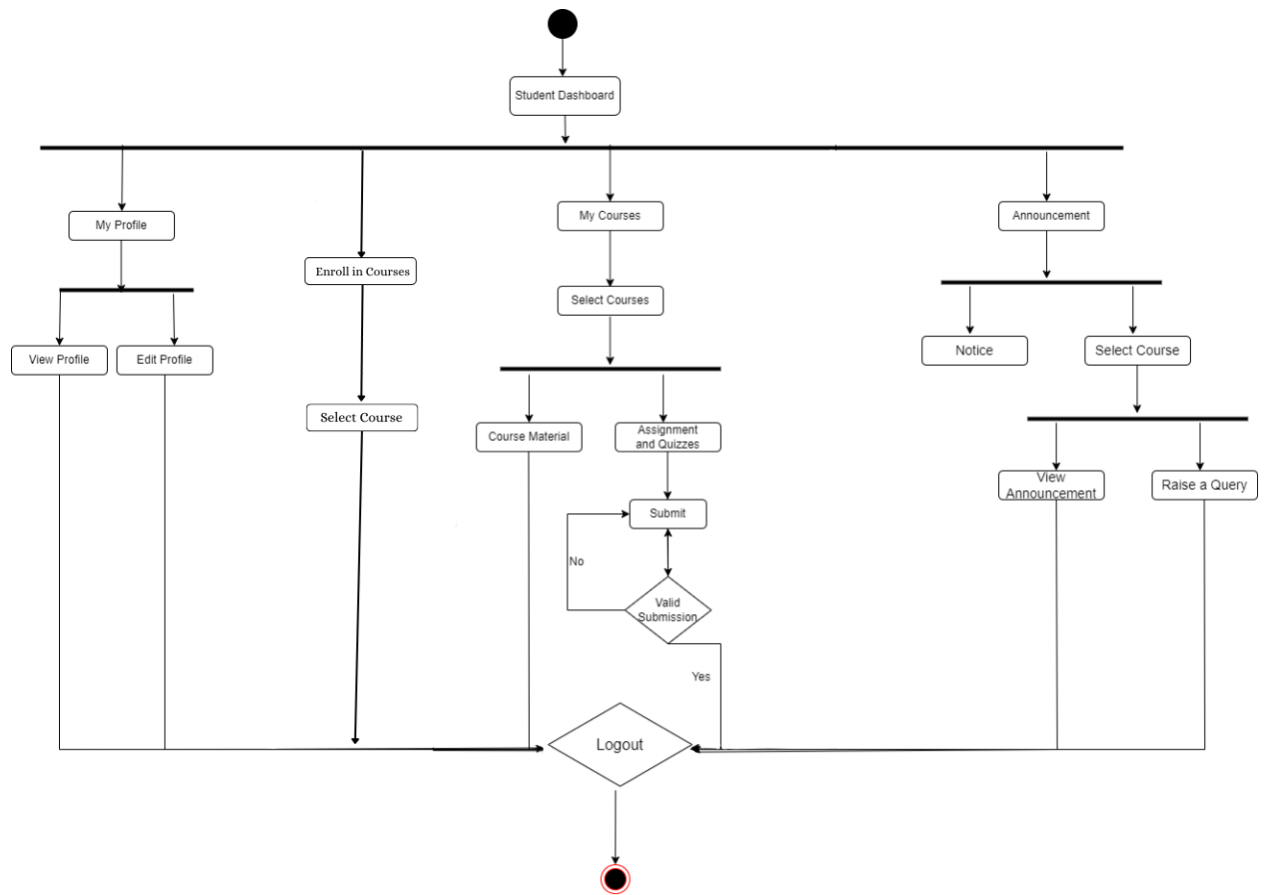 Student Dashboard
My Profile
My Courses
Announcement
Enroll in Courses
Select Courses
View Profile
Edit Profile
Notice
Select Course
Select Course
Course Material
Assignment
and Quizzes
View
Announcement
Raise a Query
Submit
No
Valid
Submission
Yes
Logout